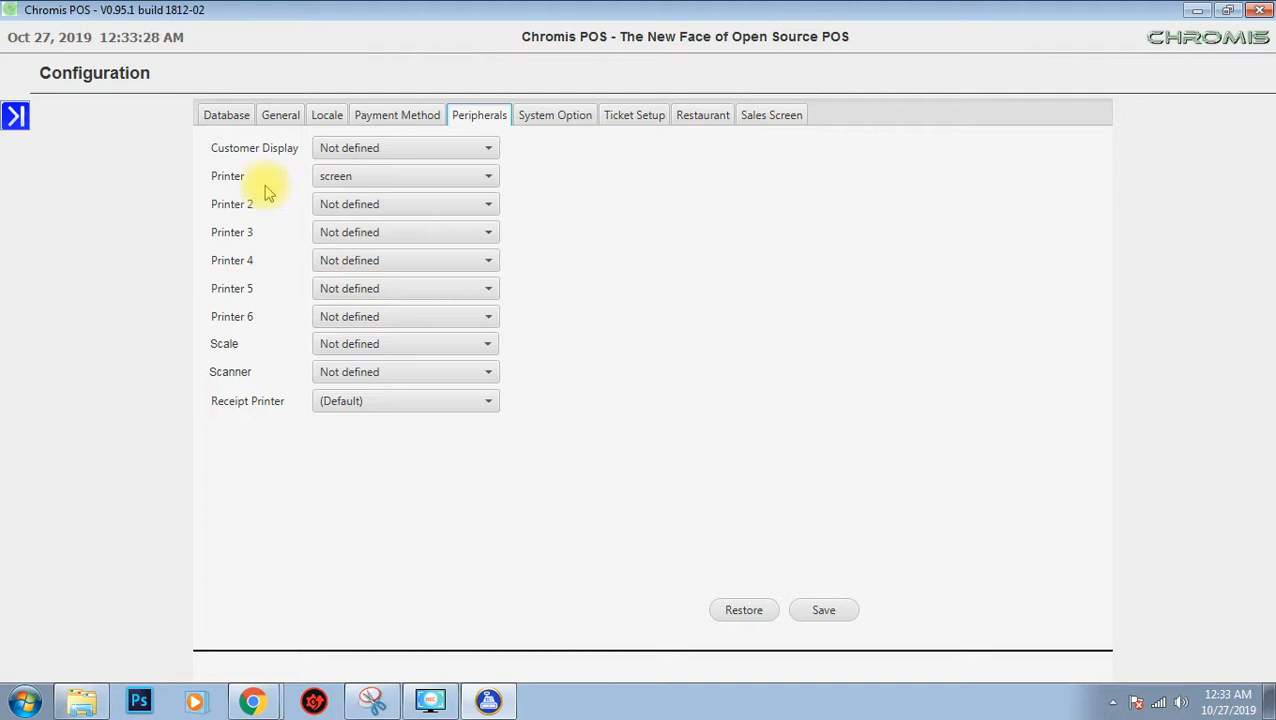 Chromis POS - V0.95.1 build 1812-02
Oct 27, 2019 12:33:28 AM
Chromis POS - The New Face of Open Source POS
CHROMIS
Configuration
Database General Locale Payment Method Peripherals System Option Ticket Setup Restaurant Sales Screen
Customer Display Not defined
Printer screen
Printer 2 Not defined
Printer 3 Not defined
Printer 4 Not defined
Printer 5 Not defined
Printer 6 Not defined
Scale Not defined
Scanner Not defined
Receipt Printer (Default)
Restore Save
Ps
REC
12:33 AM
10/27/2019